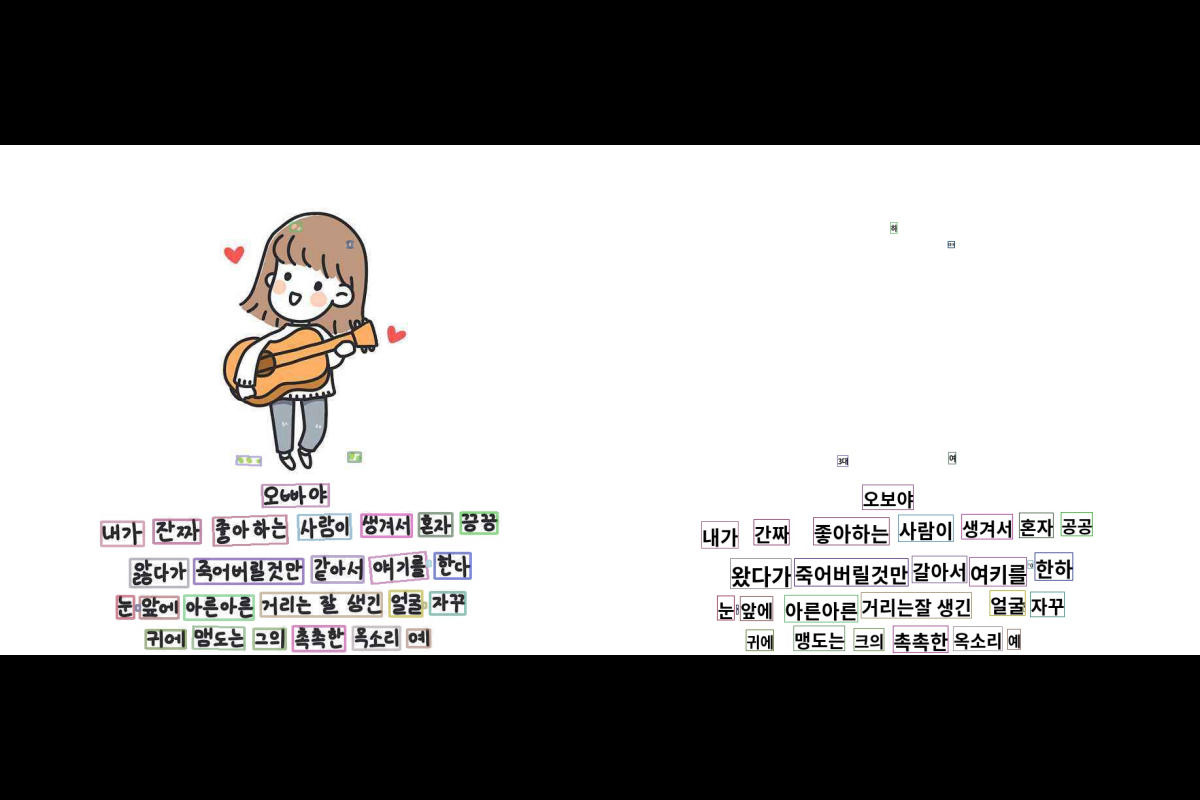 오빠야
내가 잔짜 좋아하는 사람이 생겨서 혼자 끙끙
앓다가 죽어버릴것만 같아서 얘기를 한다
눈 앞에 아른아른 거리는 잘 생긴 얼굴 자꾸
귀에 맴도는 그의 촉촉한 목소리 예
하
3대 여
오보야
내가 간짜 좋아하는 사람이 생겨서 혼자 공공
왔다가 죽어버릴것만 갈아서 여키를 한하
눈 앞에 아른아른 거리는잘 생긴 얼굴 자꾸
귀에 맹도는 크의 촉촉한 옥소리 예